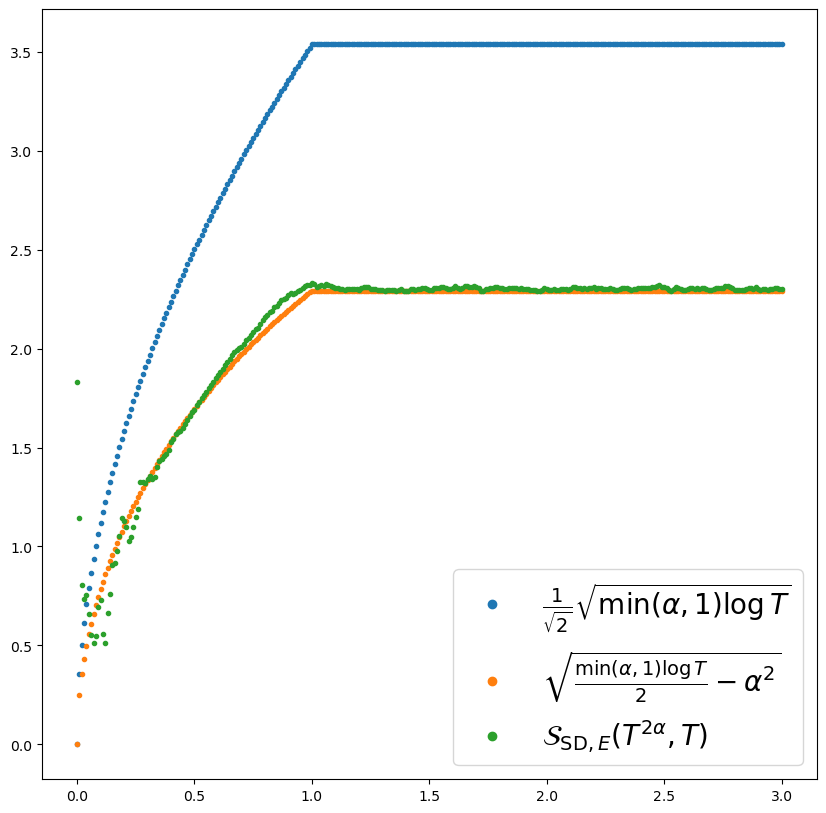 3.5
3.0
2.5
2.0
1.5
1.0
0.5
0.0
0.0 0.5 1.0 1.5 2.0 2.5 3.0
$\frac{1}{\sqrt{2}}\sqrt{\min(\alpha, 1)\log T}$
$\sqrt{\frac{\min(\alpha, 1)\log T}{2} - \alpha^2}$
$\mathcal{S}_{\mathrm{SD}, E}(T^{2\alpha}, T)$